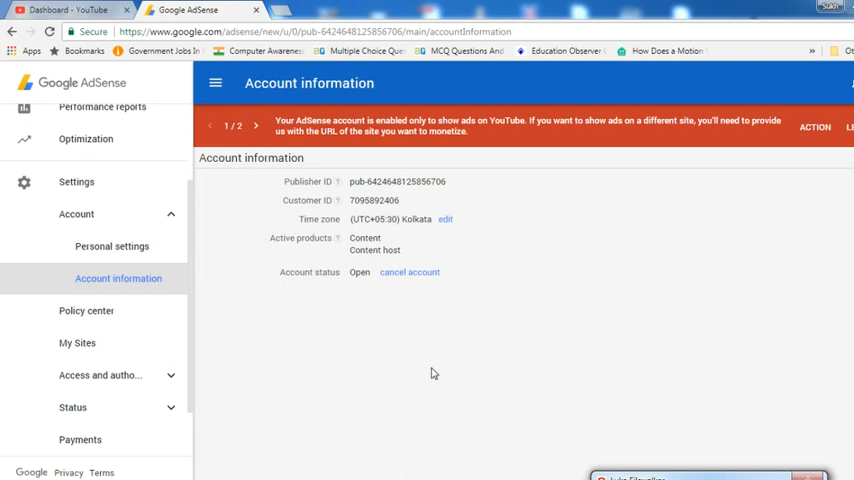 Dashboard - YouTube
Google AdSense
Sukh
Secure
https://www.google.com/adsense/new/u/0/pub-6424648125856706/main/accountInformation
Apps
Bookmarks
Government Jobs In
Computer Awareness
Multiple Choice Que
MCQ Questions And
Education Observer
How Does a Motion S
»
Google AdSense
Account information
Performance reports
Optimization
Settings
Account
Personal settings
Account information
Policy center
My Sites
Access and autho...
Status
Payments
Google Privacy Terms
1 / 2
Your AdSense account is enabled only to show ads on YouTube. If you want to show ads on a different site, you'll need to provide
us with the URL of the site you want to monetize.
ACTION
LE
Account information
Publisher ID ? pub-6424648125856706
Customer ID ? 7095892406
Time zone (UTC+05:30) Kolkata edit
Active products ? Content
Content host
Account status Open cancel account